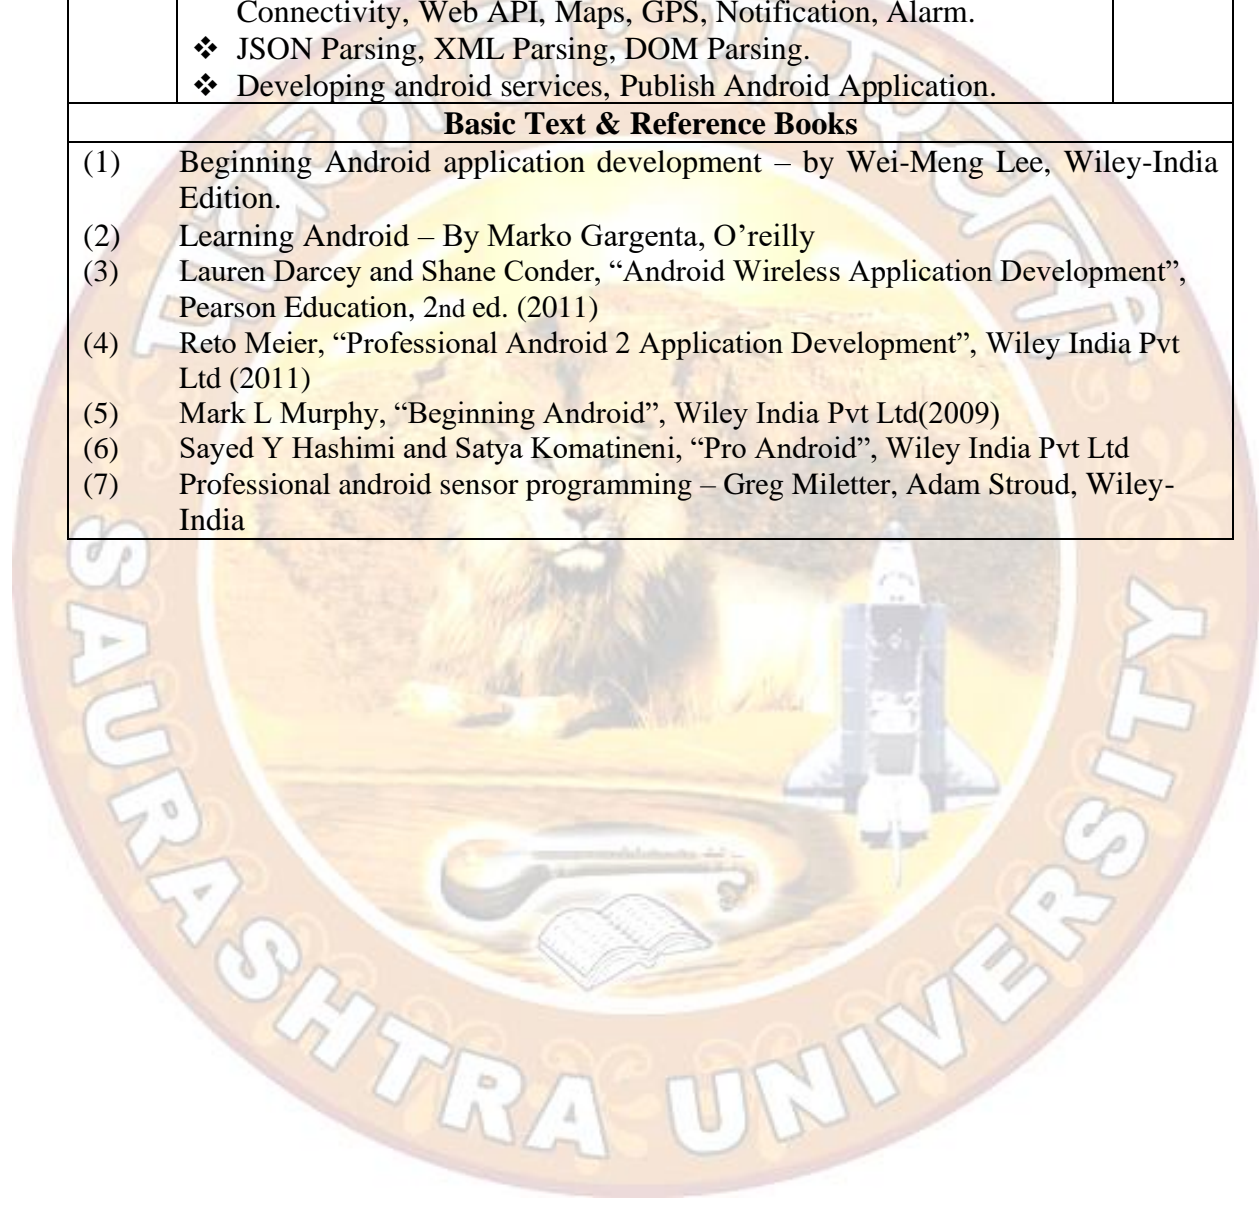 Connectivity, Web API, Maps, GPS, Notification, Alarm.
❖ JSON Parsing, XML Parsing, DOM Parsing.
❖ Developing android services, Publish Android Application.
Basic Text & Reference Books
(1) Beginning Android application development – by Wei-Meng Lee, Wiley-India
Edition.
(2) Learning Android – By Marko Gargenta, O’reilly
(3) Lauren Darcey and Shane Conder, “Android Wireless Application Development”,
Pearson Education, 2nd ed. (2011)
(4) Reto Meier, “Professional Android 2 Application Development”, Wiley India Pvt
Ltd (2011)
(5) Mark L Murphy, “Beginning Android”, Wiley India Pvt Ltd(2009)
(6) Sayed Y Hashimi and Satya Komatineni, “Pro Android”, Wiley India Pvt Ltd
(7) Professional android sensor programming – Greg Miletter, Adam Stroud, Wiley-
India
SAURASHTRA UNIVERSITY